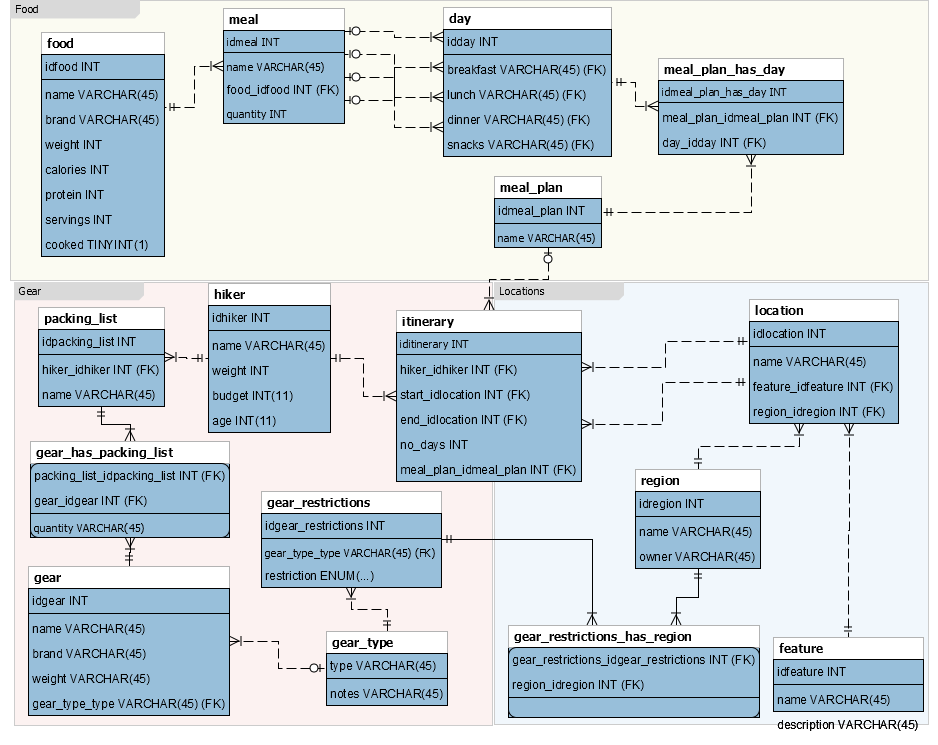 Food
food
idfood INT
name VARCHAR(45)
brand VARCHAR(45)
weight INT
calories INT
protein INT
servings INT
cooked TINYINT(1)
meal
idmeal INT
name VARCHAR(45)
food_idfood INT (FK)
quantity INT
day
idday INT
breakfast VARCHAR(45) (FK)
lunch VARCHAR(45) (FK)
dinner VARCHAR(45) (FK)
snacks VARCHAR(45) (FK)
meal_plan_has_day
idmeal_plan_has_day INT
meal_plan_idmeal_plan INT (FK)
day_idday INT (FK)
meal_plan
idmeal_plan INT
name VARCHAR(45)
Gear
packing_list
idpacking_list INT
hiker_idhiker INT (FK)
name VARCHAR(45)
hiker
idhiker INT
name VARCHAR(45)
weight INT
budget INT(11)
age INT(11)
itinerary
iditinerary INT
hiker_idhiker INT (FK)
start_idlocation INT (FK)
end_idlocation INT (FK)
no_days INT
meal_plan_idmeal_plan INT (FK)
Locations
location
idlocation INT
name VARCHAR(45)
feature_idfeature INT (FK)
region_idregion INT (FK)
gear_has_packing_list
packing_list_idpacking_list INT (FK)
gear_idgear INT (FK)
quantity VARCHAR(45)
gear_restrictions
idgear_restrictions INT
gear_type_type VARCHAR(45) (FK)
restriction ENUM(...)
region
idregion INT
name VARCHAR(45)
owner VARCHAR(45)
gear
idgear INT
name VARCHAR(45)
brand VARCHAR(45)
weight VARCHAR(45)
gear_type_type VARCHAR(45) (FK)
gear_type
type VARCHAR(45)
notes VARCHAR(45)
gear_restrictions_has_region
gear_restrictions_idgear_restrictions INT (FK)
region_idregion INT (FK)
feature
idfeature INT
name VARCHAR(45)
description VARCHAR(45)